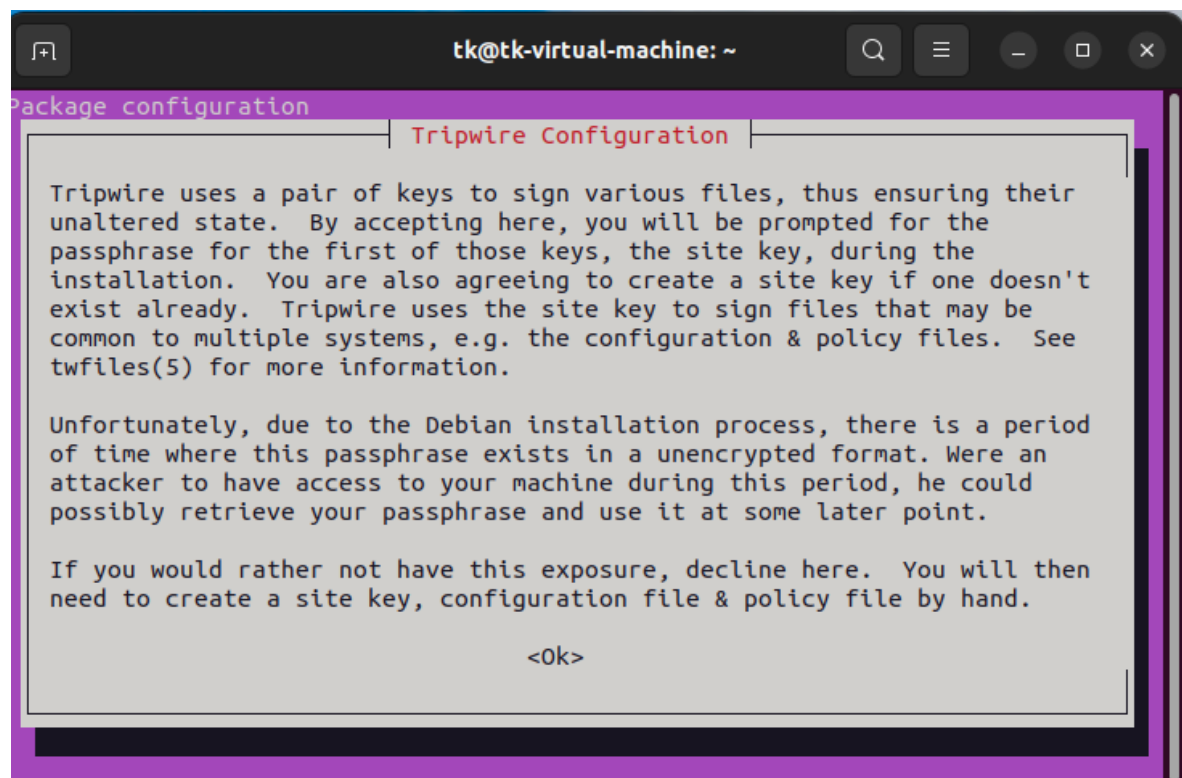 tk@tk-virtual-machine: ~
Package configuration
Tripwire Configuration
Tripwire uses a pair of keys to sign various files, thus ensuring their
unaltered state.  By accepting here, you will be prompted for the
passphrase for the first of those keys, the site key, during the
installation.  You are also agreeing to create a site key if one doesn't
exist already.  Tripwire uses the site key to sign files that may be
common to multiple systems, e.g. the configuration & policy files.  See
twfiles(5) for more information.
Unfortunately, due to the Debian installation process, there is a period
of time where this passphrase exists in a unencrypted format. Were an
attacker to have access to your machine during this period, he could
possibly retrieve your passphrase and use it at some later point.
If you would rather not have this exposure, decline here.  You will then
need to create a site key, configuration file & policy file by hand.
<Ok>